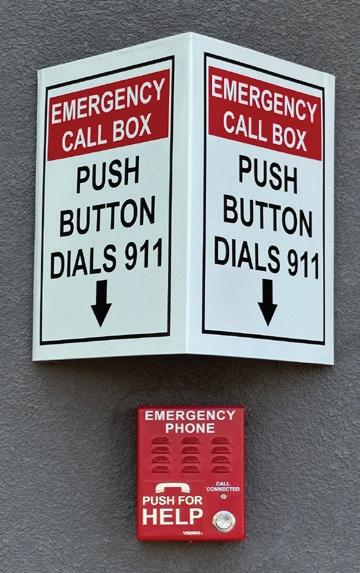 EMERGENCY
CALL BOX
PUSH
BUTTON
DIALS 911
EMERGENCY
CALL BOX
PUSH
BUTTON
DIALS 911
EMERGENCY
PHONE
CALL
CONNECTED
PUSH FOR
HELP
VIKING